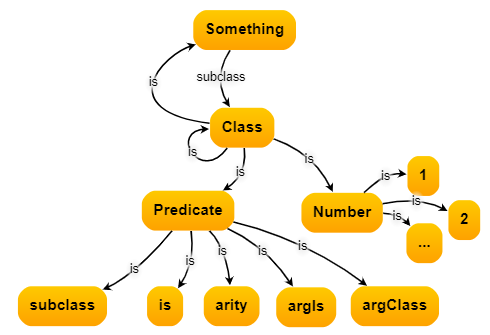 Something
is
subclass
Class
is
is
is
1
is
is
2
Predicate
Number
is
...
is
is
is
is
is
subclass
is
arity
argIs
argClass